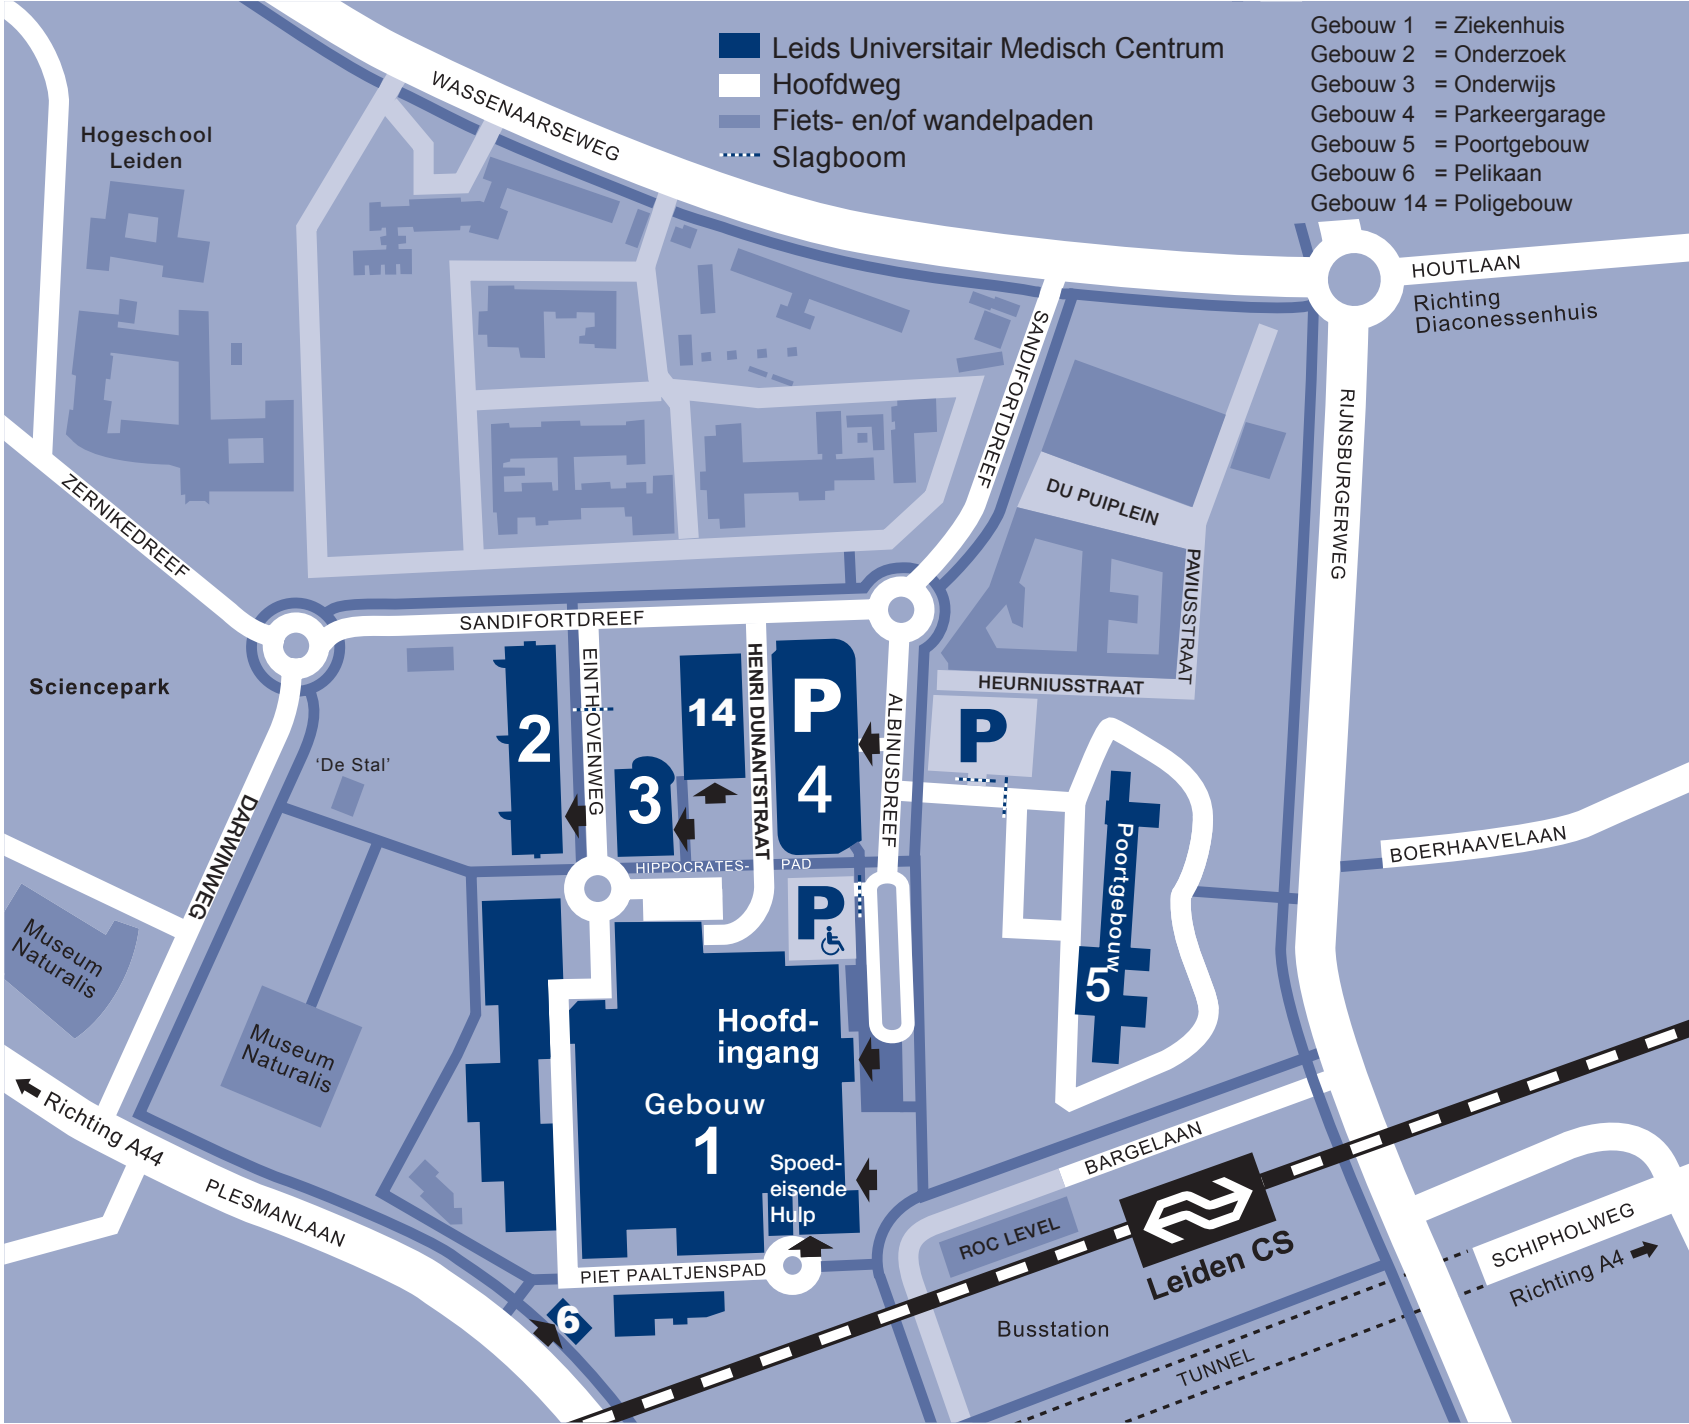 Leids Universitair Medisch Centrum
Hoofdweg
Fiets- en/of wandelpaden
Slagboom
Gebouw 1 = Ziekenhuis
Gebouw 2 = Onderzoek
Gebouw 3 = Onderwijs
Gebouw 4 = Parkeergarage
Gebouw 5 = Poortgebouw
Gebouw 6 = Pelikaan
Gebouw 14 = Poligebouw
WASSENAARSEWEG
Hogeschool
Leiden
HOUTLAAN
Richting
Diaconessenhuis
SANDIFORTDREEF
RIJNSBURGERWEG
ZERNIKEDREEF
DU PUIPLEIN
PAVIUSSTRAAT
HEURNIUSSTRAAT
SANDIFORTDREEF
Sciencepark
EINTHOVENWEG
HENRI DUNANTSTRAAT
ALBINUSDREEF
2
14
P
4
3
P
'De Stal'
DARWINWEG
HIPPOCRATES-
PAD
P
Poortgebouw
5
BOERHAAVELAAN
Museum
Naturalis
Museum
Naturalis
Hoofd-
ingang
Gebouw
1
Spoed-
eisende
Hulp
Richting A44
PLESMANLAAN
PIET PAALTJENSPAD
6
BARGELAAN
ROC LEVEL
Leiden CS
Busstation
TUNNEL
SCHIPHOLWEG
Richting A4